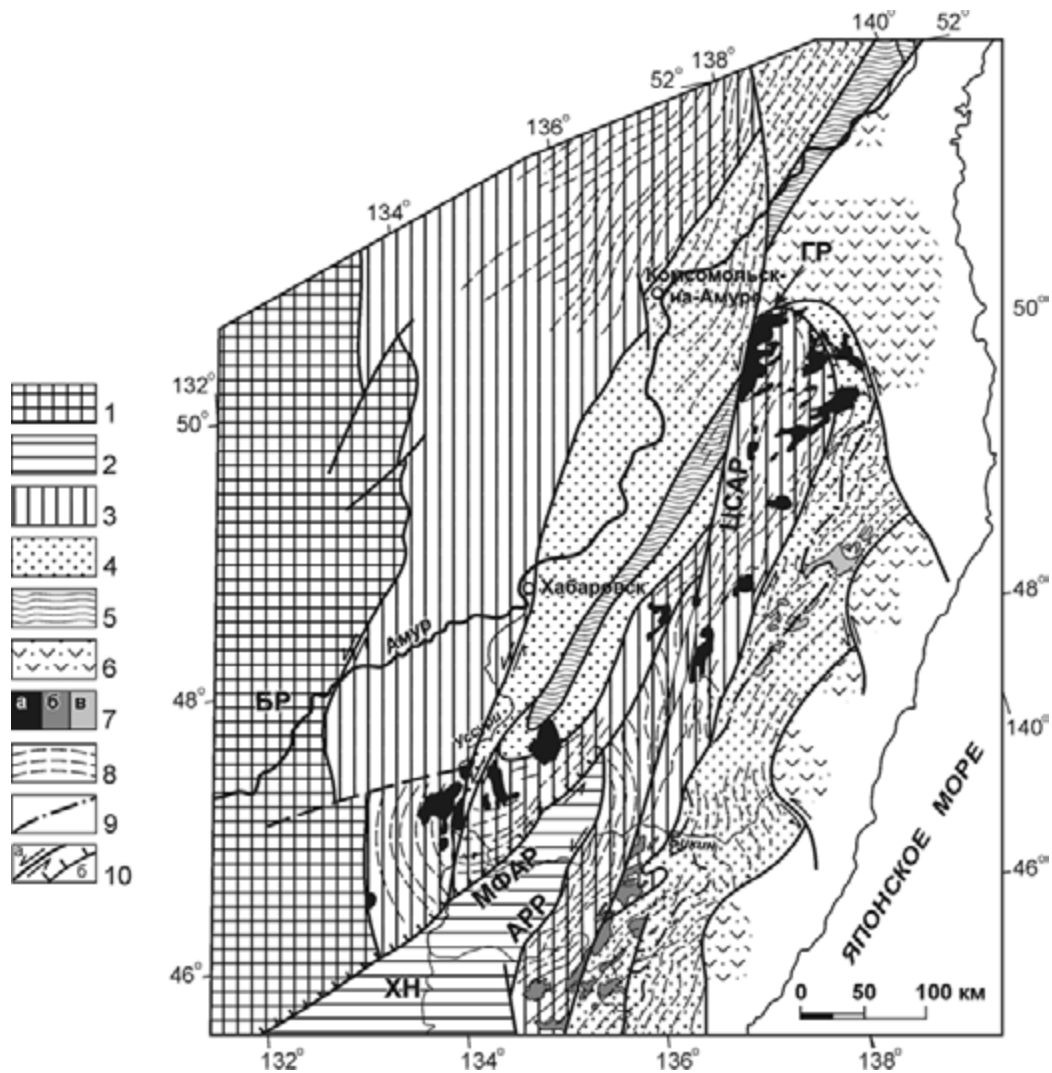 140° 52°
138°
52°
136°
134°
ГР
Комсомольск-
на-Амуре
50°
132°
50°
1
2
3
4
5
6
а б в 7
8
9
а б 10
ЦСАР
Хабаровск
48°
Амур
БР
48°
Уссури
140°
Бикин
46°
МФАР
АРР
ЯПОНСКОЕ МОРЕ
46°
ХН
0 50 100 км
132° 134° 136° 138°